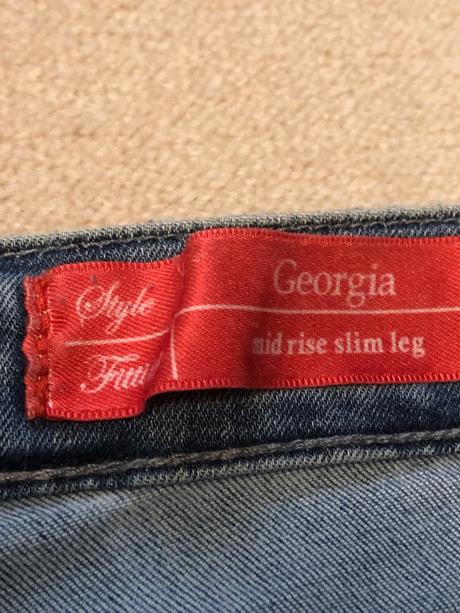 Style Georgia
mid rise slim leg